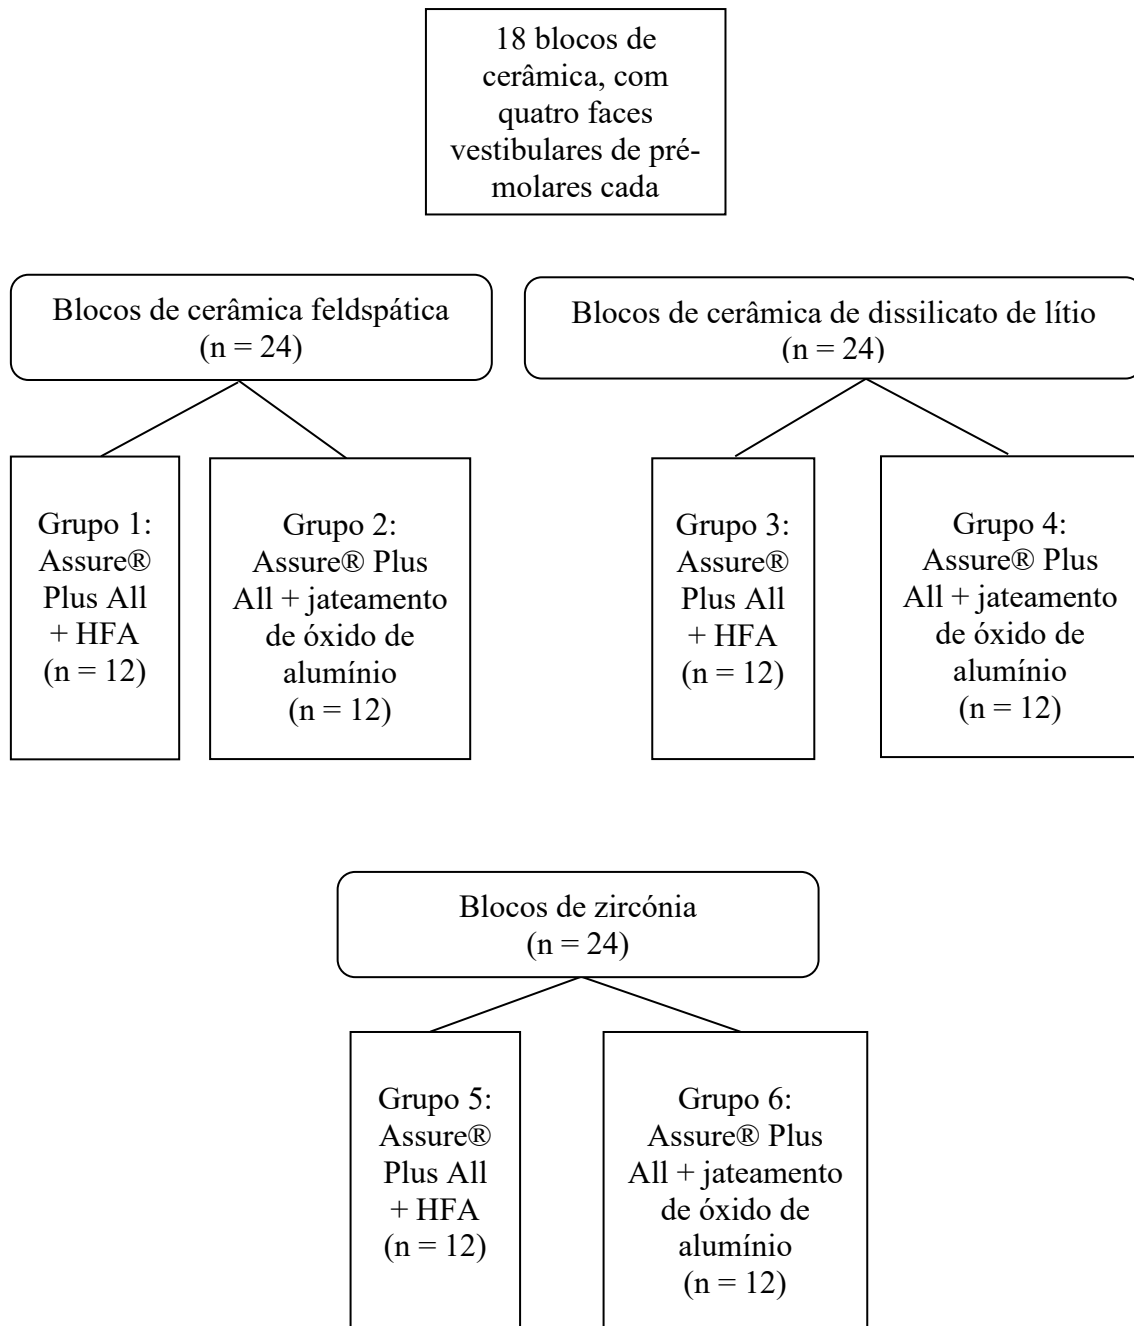 18 blocos de
cerâmica, com
quatro faces
vestibulares de pré-
molares cada
Blocos de cerâmica feldspática
(n = 24)
Blocos de cerâmica de dissilicato de lítio
(n = 24)
Grupo 1:
Assure®
Plus All
+ HFA
(n = 12)
Grupo 2:
Assure® Plus
All + jateamento
de óxido de
alumínio
(n = 12)
Grupo 3:
Assure®
Plus All
+ HFA
(n = 12)
Grupo 4:
Assure® Plus
All + jateamento
de óxido de
alumínio
(n = 12)
Blocos de zircónia
(n = 24)
Grupo 5:
Assure®
Plus All
+ HFA
(n = 12)
Grupo 6:
Assure® Plus
All + jateamento
de óxido de
alumínio
(n = 12)